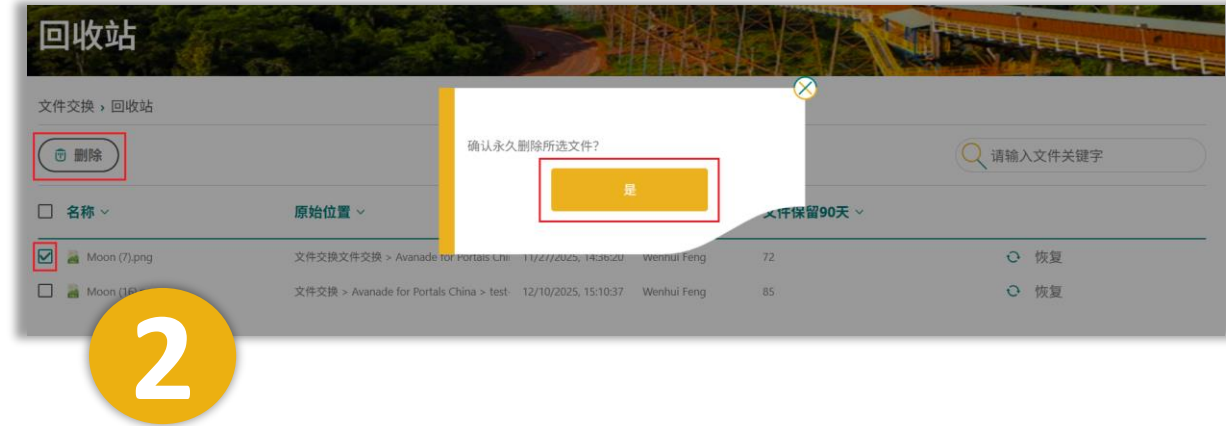 回收站
文件交换 › 回收站
删除
确认永久删除所选文件?
是
请输入文件关键字
名称 原始位置 文件保留90天
Moon (7).png 文件交换文件交换 > Avanade for Portals Chi 11/27/2025, 14:36:20 Wenhui Feng 72 恢复
Moon (16) 文件交换 > Avanade for Portals China > test- 12/10/2025, 15:10:37 Wenhui Feng 85 恢复
2